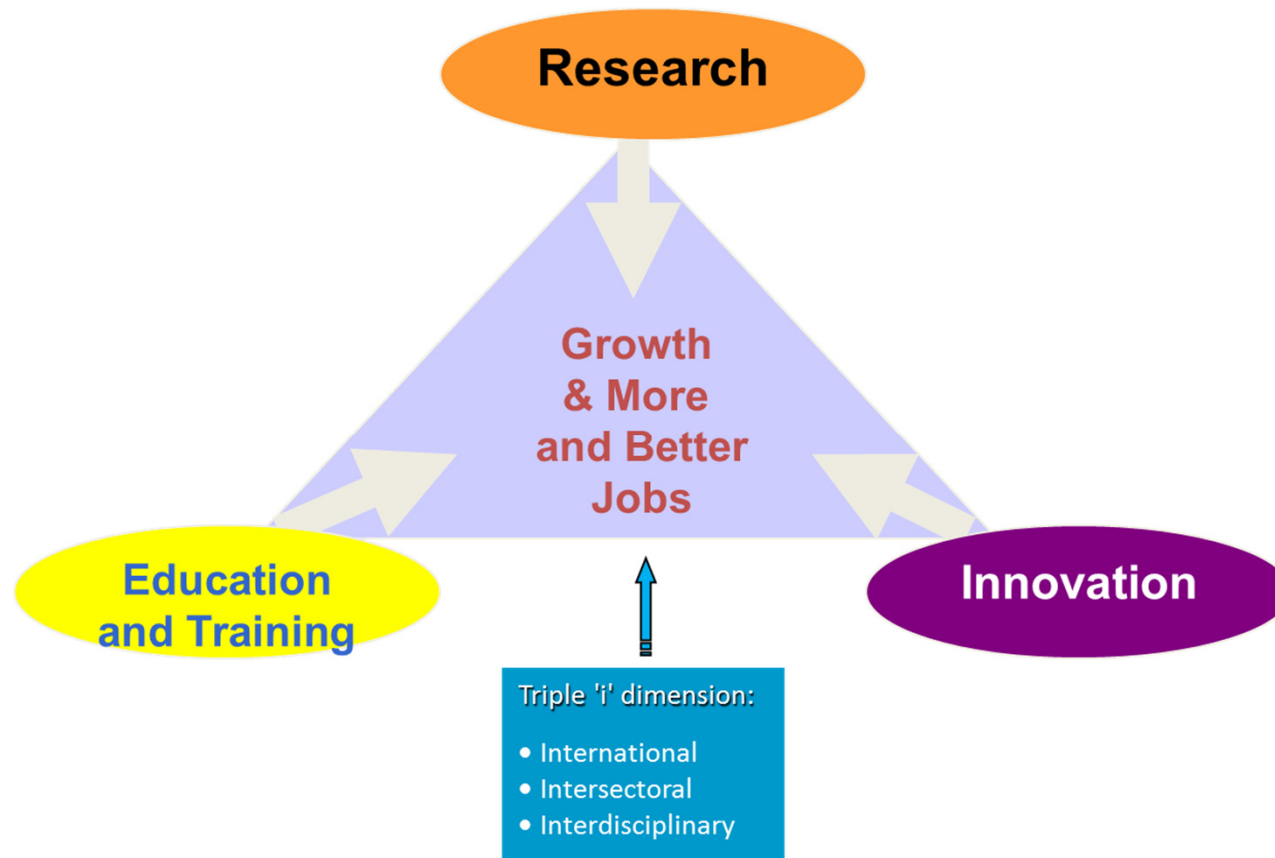 Research
Growth
& More
and Better
Jobs
Education
and Training
Innovation
Triple 'i' dimension:
• International
• Intersectoral
• Interdisciplinary